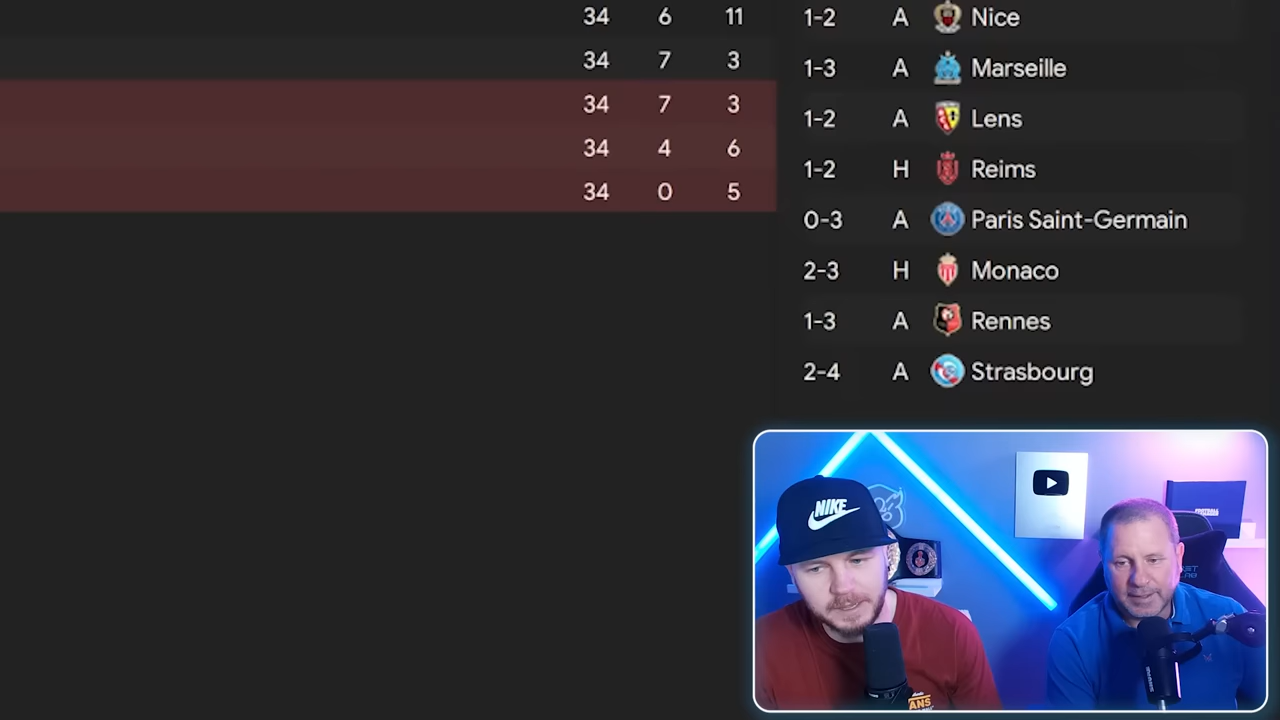 34 6 11
34 7 3
34 7 3
34 4 6
34 0 5
1-2 A Nice
1-3 A Marseille
1-2 A Lens
1-2 H Reims
0-3 A Paris Saint-Germain
2-3 H Monaco
1-3 A Rennes
2-4 A Strasbourg
NIKE